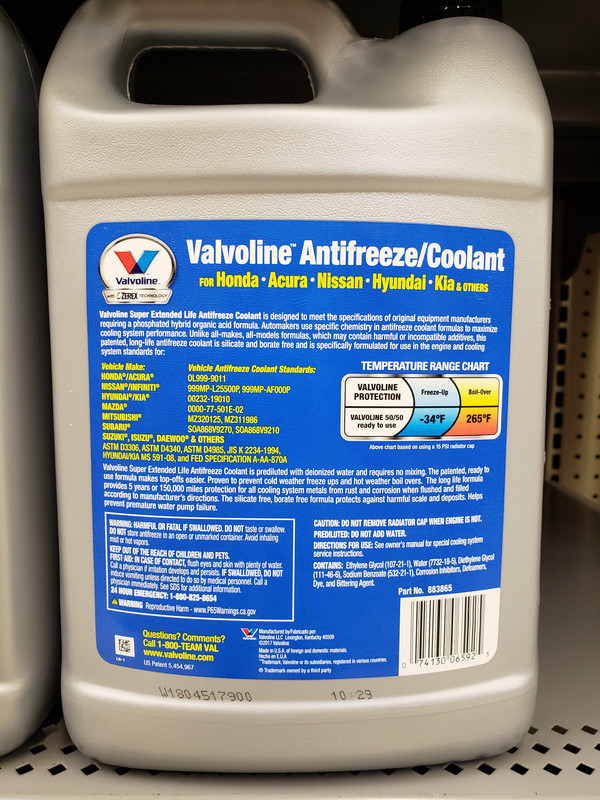 Valvoline™ Antifreeze/Coolant
FOR Honda • Acura • Nissan • Hyundai • Kia & OTHERS
Valvoline™
with ZEREX TECHNOLOGY
Valvoline Super Extended Life Antifreeze Coolant is designed to meet the specifications of original equipment manufacturers
requiring a phosphated hybrid organic acid formula. Automakers use specific chemistry in antifreeze coolant formulas to maximize
cooling system performance. Unlike all-makes, all-models formulas, which may contain harmful or incompatible additives, this
patented, long-life antifreeze coolant is silicate and borate free and is specifically formulated for use in the engine and cooling
system standards for:
Vehicle Make: Vehicle Antifreeze Coolant Standards:
HONDA®/ACURA® OL999-9011
NISSAN®/INFINITI® 999MP-L25500P, 999MP-AF000P
HYUNDAI®/KIA® 00232-19010
MAZDA® 0000-77-501E-02
MITSUBISHI® MZ320125, MZ311986
SUBARU® SOA868V9270, SOA868V9210
SUZUKI®, ISUZU®, DAEWOO® & OTHERS
ASTM D3306, ASTM D4340, ASTM D4985, JIS K 2234-1994,
HYUNDAI/KIA MS 591-08, and FED SPECIFICATION A-AA-870A
TEMPERATURE RANGE CHART
VALVOLINE PROTECTION Freeze-Up Boil-Over
VALVOLINE 50/50 ready to use -34°F 265°F
Above chart based on using a 15 PSI radiator cap
Valvoline Super Extended Life Antifreeze Coolant is prediluted with deionized water and requires no mixing. The patented, ready to
use formula makes top-offs easier. Proven to prevent cold weather freeze ups and hot weather boil overs. The long life formula
provides 5 years or 150,000 miles protection for all cooling system metals from rust and corrosion when flushed and filled
according to manufacturer's directions. The silicate free, borate free formula protects against harmful scale and deposits. Helps
prevent premature water pump failure.
WARNING: HARMFUL OR FATAL IF SWALLOWED. DO NOT taste or swallow.
DO NOT store antifreeze in an open or unmarked container. Avoid inhaling
mist or hot vapors.
KEEP OUT OF THE REACH OF CHILDREN AND PETS.
FIRST AID: IN CASE OF CONTACT, flush eyes and skin with plenty of water.
Call a physician if irritation develops and persists. IF SWALLOWED, DO NOT
induce vomiting unless directed to do so by medical personnel. Call a
physician immediately. See SDS for additional information.
24 HOUR EMERGENCY: 1-800-825-8654
WARNING Reproductive Harm - www.P65Warnings.ca.gov
CAUTION: DO NOT REMOVE RADIATOR CAP WHEN ENGINE IS HOT.
PREDILUTED: DO NOT ADD WATER.
DIRECTIONS FOR USE: See owner's manual for special cooling system
service instructions.
CONTAINS: Ethylene Glycol (107-21-1), Water (7732-18-5), Diethylene Glycol
(111-46-6), Sodium Benzoate (532-21-1), Corrosion Inhibitors, Defoamers,
Dye, and Bittering Agent.
Part No. 883865
0 74130 06592 5
Questions? Comments?
Call 1-800-TEAM VAL
www.valvoline.com
US Patent 5,454,967
Manufactured by/Fabricado por:
Valvoline LLC Lexington, Kentucky 40509
©2017 Valvoline.
Made in U.S.A. of foreign and domestic materials.
Hecho en E.U.A
™Trademark, Valvoline or its subsidiaries, registered in various countries.
® Trademark owned by a third party
W1804517900 10:29